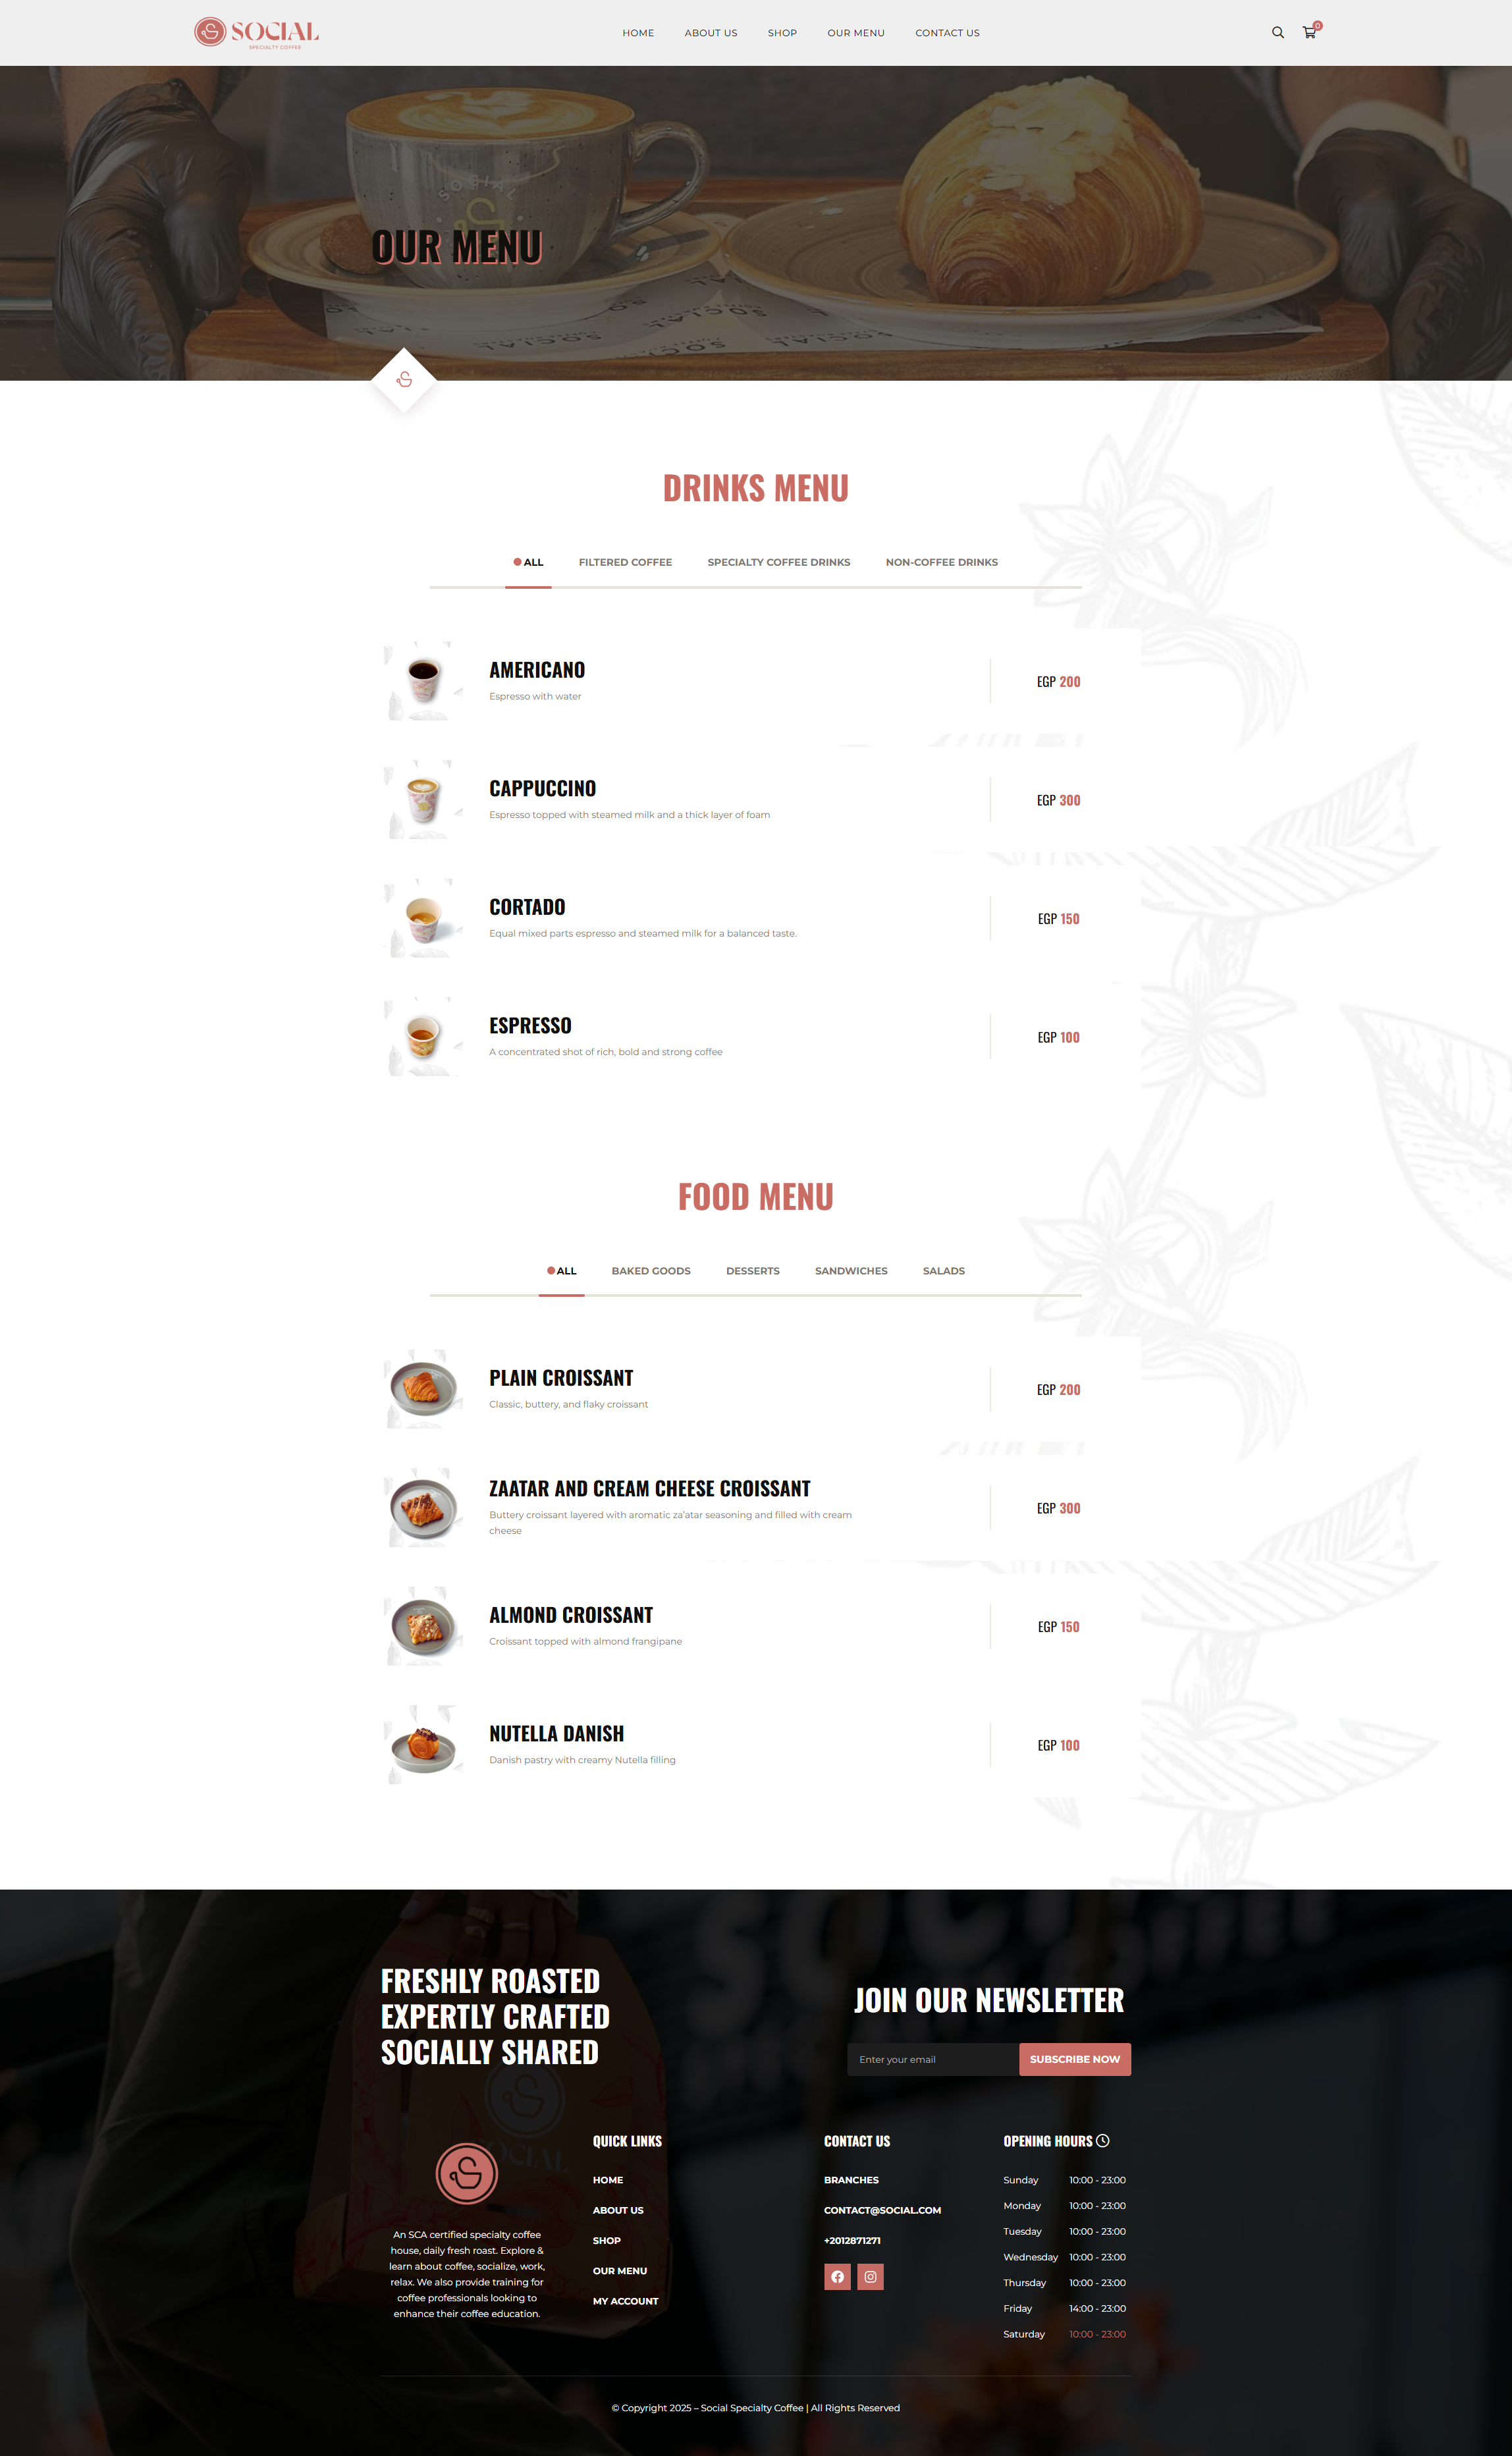 SOCIAL
SPECIALTY COFFEE
HOME
ABOUT US
SHOP
OUR MENU
CONTACT US
0
SOCIAL
OUR MENU
SOCIAL
SOCIAL
DRINKS MENU
ALL
FILTERED COFFEE
SPECIALTY COFFEE DRINKS
NON-COFFEE DRINKS
AMERICANO
Espresso with water
EGP 200
CAPPUCCINO
Espresso topped with steamed milk and a thick layer of foam
EGP 300
CORTADO
Equal mixed parts espresso and steamed milk for a balanced taste.
EGP 150
ESPRESSO
A concentrated shot of rich, bold and strong coffee
EGP 100
FOOD MENU
ALL
BAKED GOODS
DESSERTS
SANDWICHES
SALADS
PLAIN CROISSANT
Classic, buttery, and flaky croissant
EGP 200
ZAATAR AND CREAM CHEESE CROISSANT
Buttery croissant layered with aromatic za'atar seasoning and filled with cream
cheese
EGP 300
ALMOND CROISSANT
Croissant topped with almond frangipane
EGP 150
NUTELLA DANISH
Danish pastry with creamy Nutella filling
EGP 100
FRESHLY ROASTED
EXPERTLY CRAFTED
SOCIALLY SHARED
JOIN OUR NEWSLETTER
Enter your email
SUBSCRIBE NOW
An SCA certified specialty coffee
house, daily fresh roast. Explore &
learn about coffee, socialize, work,
relax. We also provide training for
coffee professionals looking to
enhance their coffee education.
QUICK LINKS
HOME
ABOUT US
SHOP
OUR MENU
MY ACCOUNT
CONTACT US
BRANCHES
CONTACT@SOCIAL.COM
+2012871271
OPENING HOURS
Sunday 10:00 - 23:00
Monday 10:00 - 23:00
Tuesday 10:00 - 23:00
Wednesday 10:00 - 23:00
Thursday 10:00 - 23:00
Friday 14:00 - 23:00
Saturday 10:00 - 23:00
© Copyright 2025 – Social Specialty Coffee | All Rights Reserved